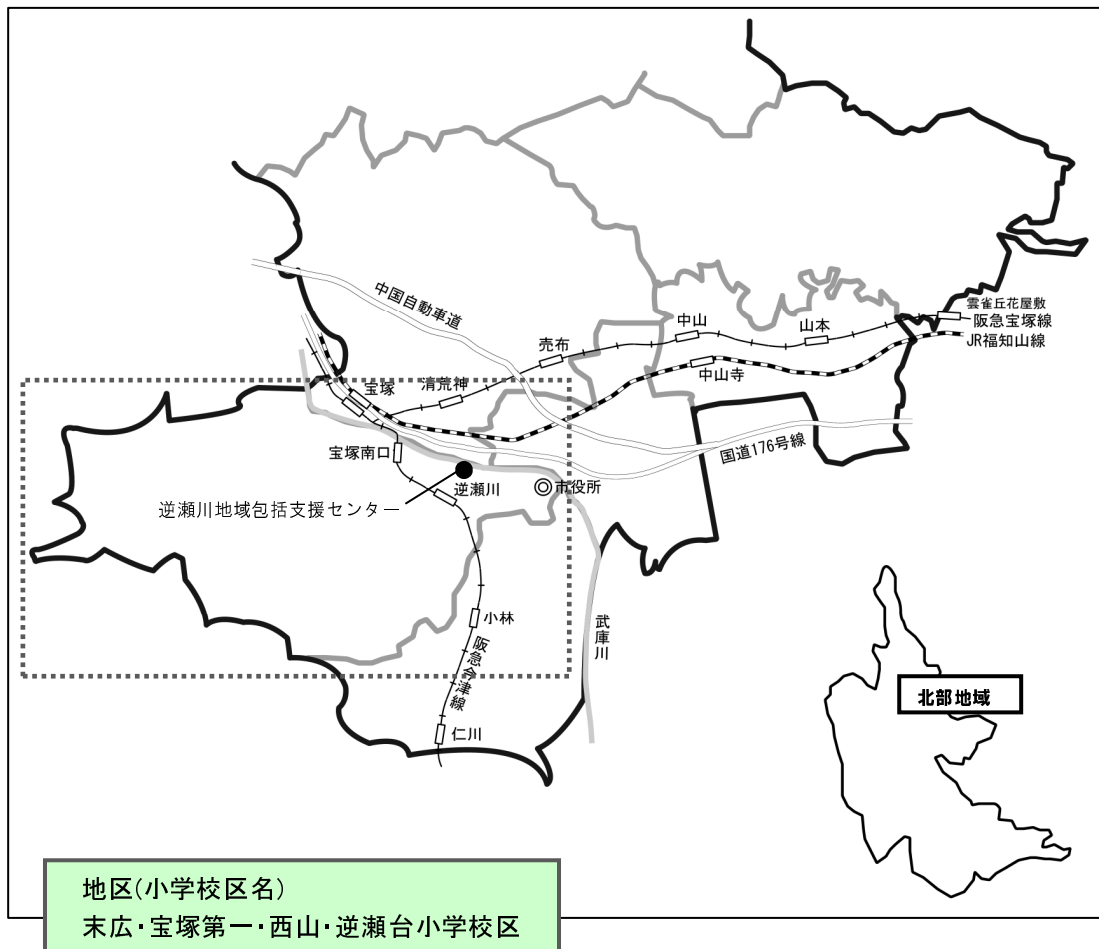 中国自動車道
雲雀丘花屋敷
阪急宝塚線
JR福知山線
中山
山本
売布
中山寺
宝塚
清荒神
国道176号線
宝塚南口
逆瀬川
市役所
逆瀬川地域包括支援センター
小林
武庫川
阪急今津線
仁川
北部地域
地区(小学校区名)
末広・宝塚第一・西山・逆瀬台小学校区